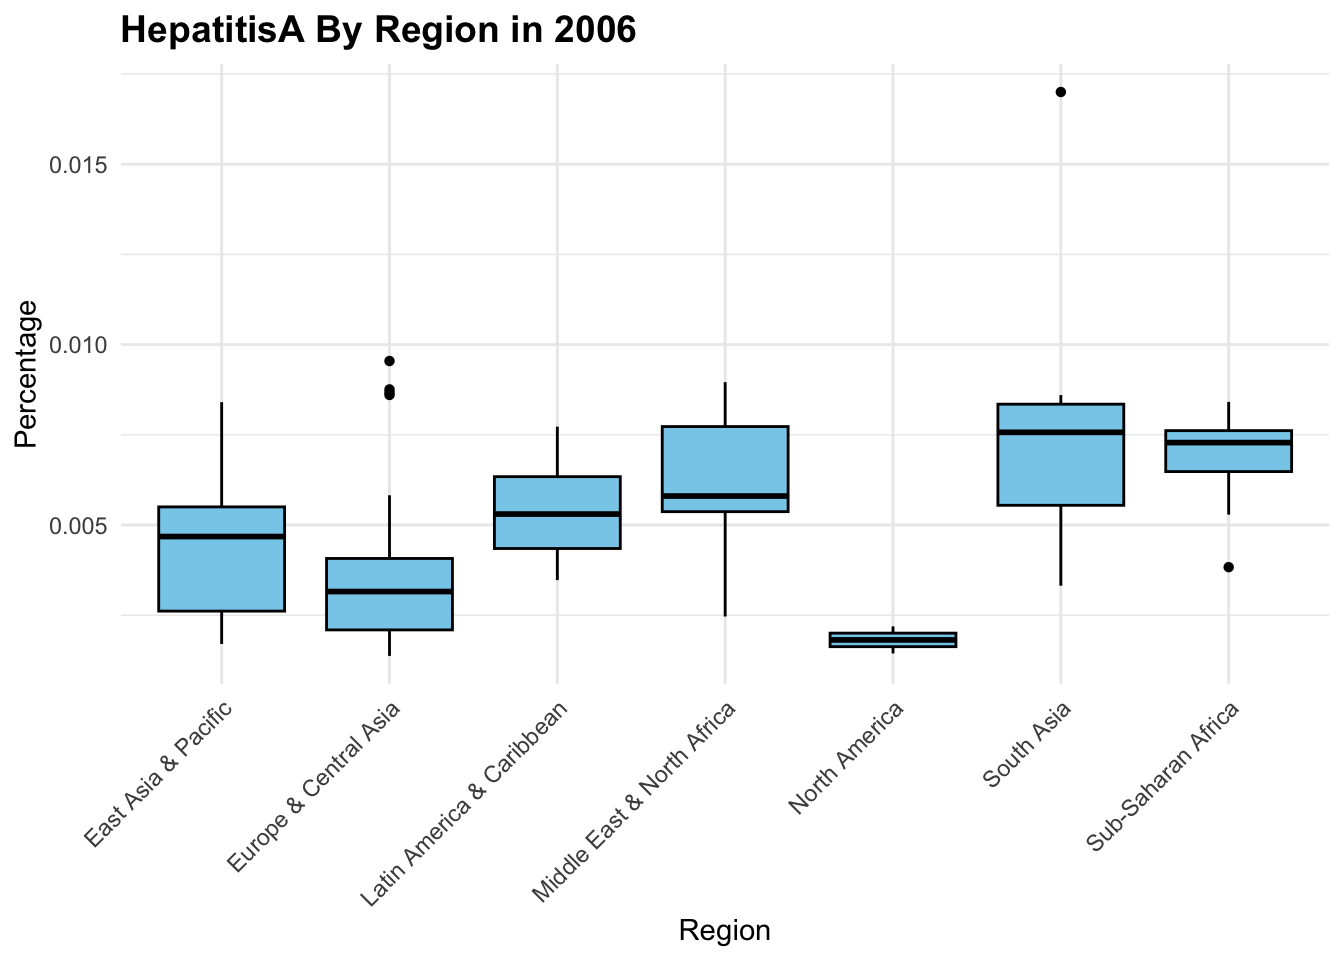 HepatitisA By Region in 2006
Percentage
0.015
0.010
0.005
East Asia & Pacific
Europe & Central Asia
Latin America & Caribbean
Middle East & North Africa
North America
South Asia
Sub-Saharan Africa
Region